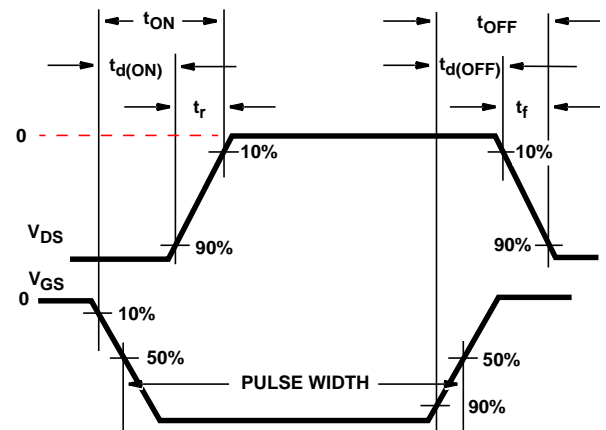 tON
tOFF
td(ON)
td(OFF)
tr
tf
0
10%
10%
VDS
90%
90%
VGS
0
10%
50%
50%
PULSE WIDTH
90%